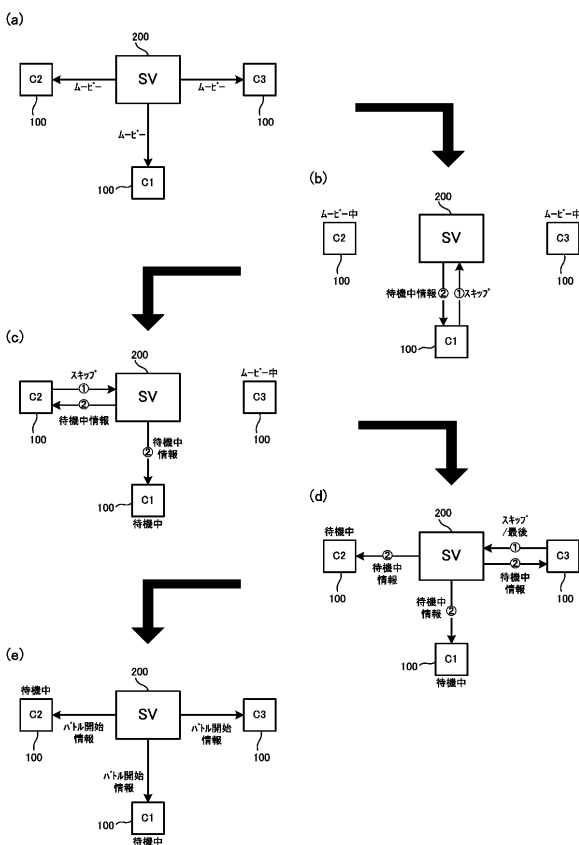 (a)
200
SV
C2
C3
ムービー
ムービー
100
100
ムービー
C1
100
(b)
200
ムービー中
ムービー中
C2
SV
C3
100
100
待機中情報
②
①スキップ
C1
100
(c)
200
スキップ
ムービー中
①
C2
SV
C3
②
待機中情報
100
100
待機中
②
情報
C1
100
待機中
(d)
200
スキップ
/最後
待機中
①
②
C2
SV
C3
②
待機中
情報
待機中
情報
100
100
待機中
情報
②
C1
100
待機中
(e)
200
待機中
C2
SV
C3
バトル開始
情報
バトル開始
情報
100
100
バトル開始
情報
C1
100
待機中